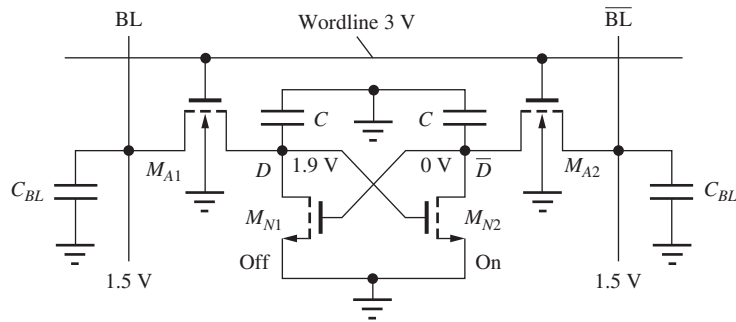 BL
Wordline 3 V
BL
C
C
M_A1
D
1.9 V
0 V
D
M_A2
C_BL
C_BL
M_N1
M_N2
Off
On
1.5 V
1.5 V